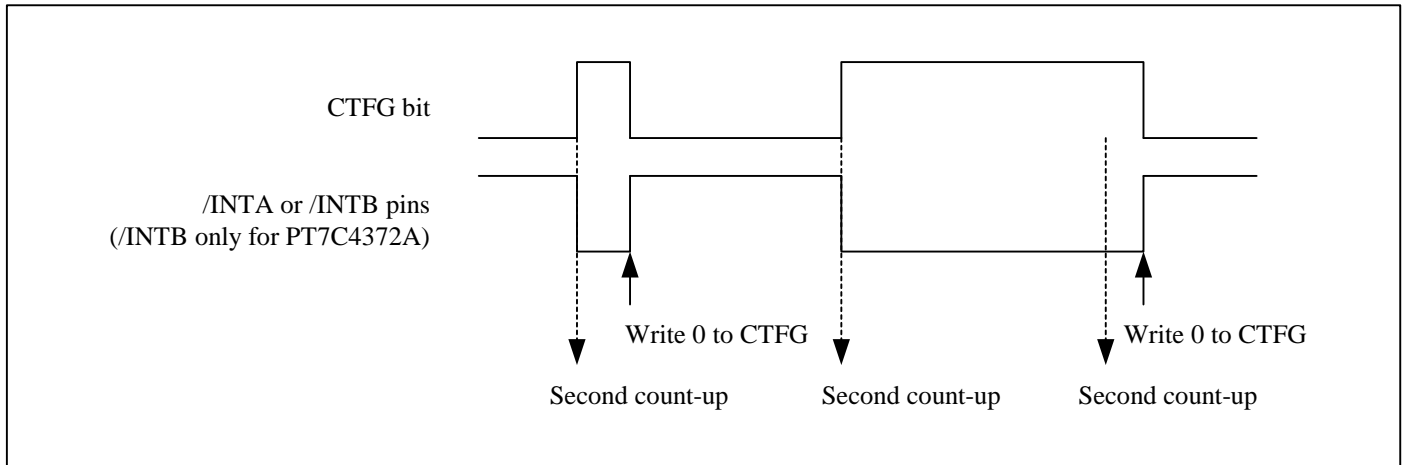 CTFG bit
/INTA or /INTB pins
(/INTB only for PT7C4372A)
Write 0 to CTFG
Write 0 to CTFG
Second count-up
Second count-up
Second count-up